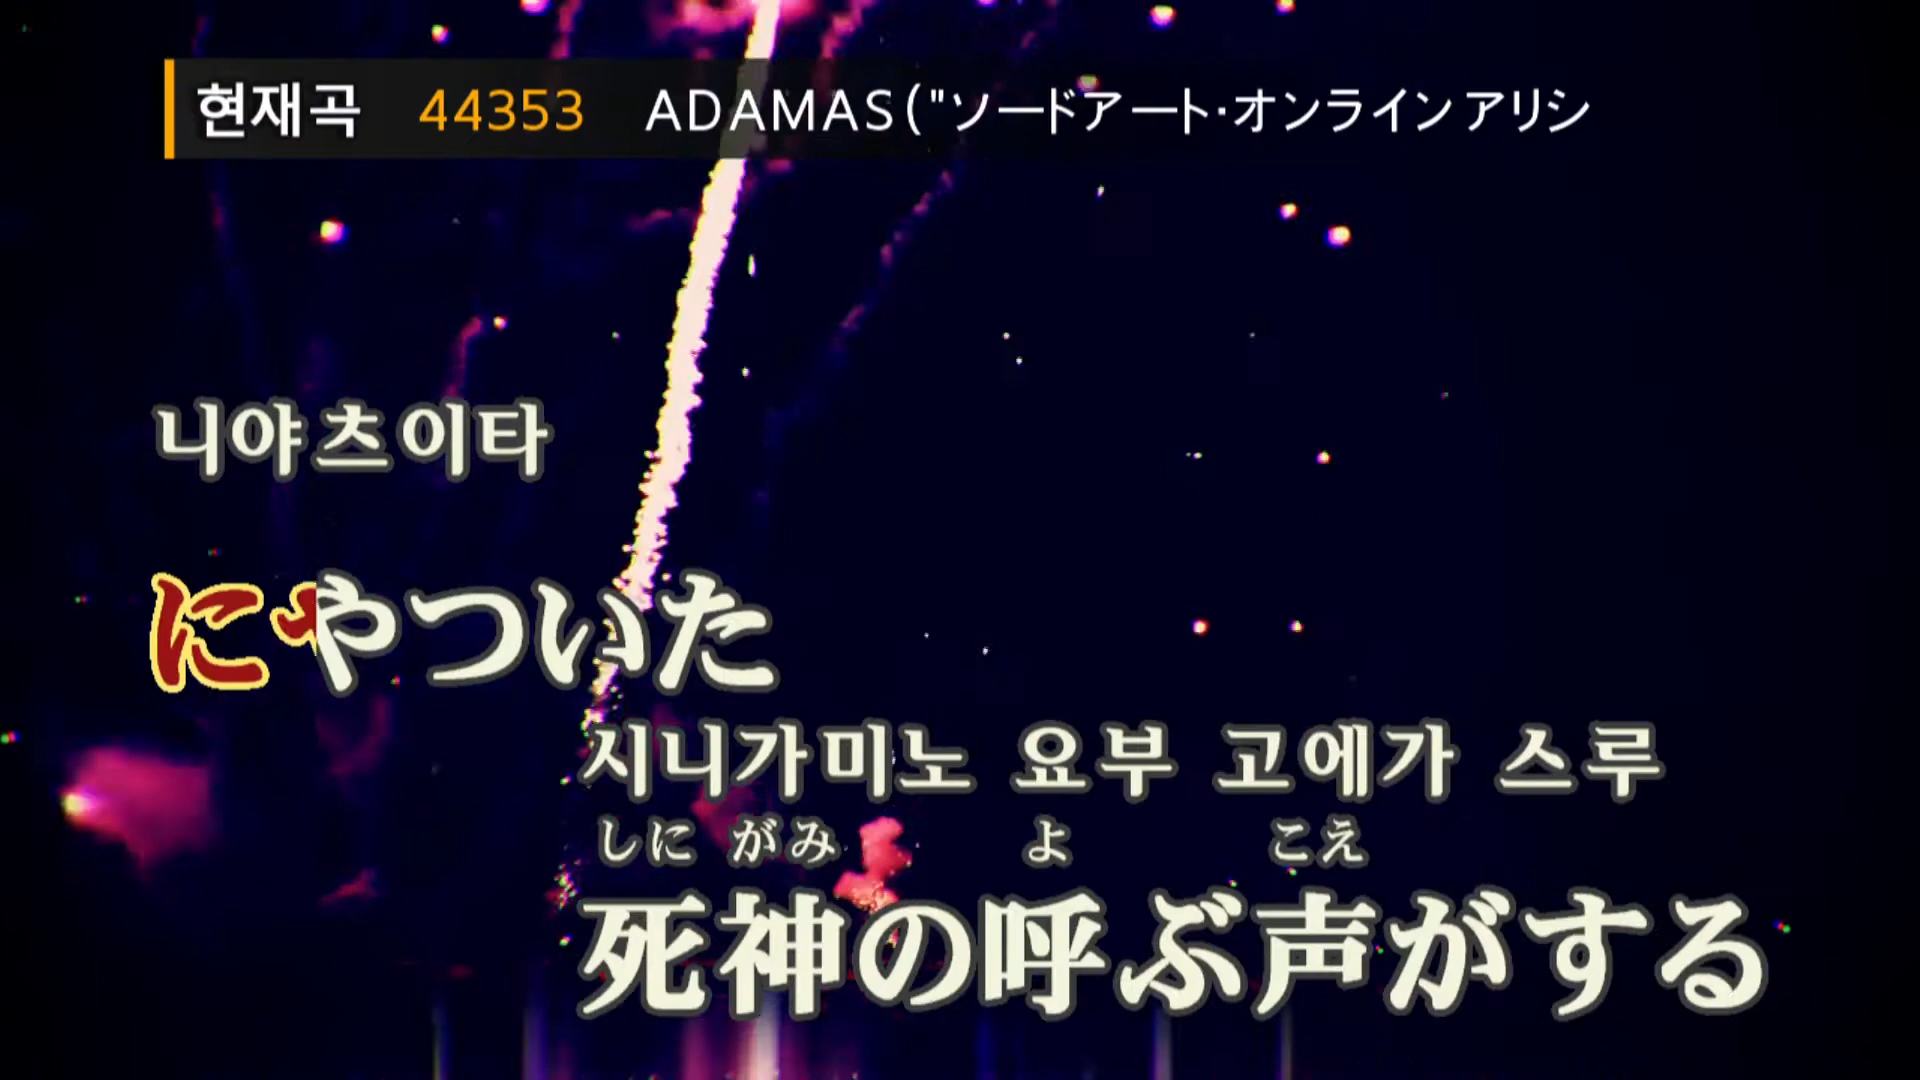 현재곡 44353 ADAMAS("ソードアート·オンライン アリシ
니야츠이타
にやついた
시니가미노 요부 고에가 스루
しに がみ よ こえ
死神の呼ぶ声がする